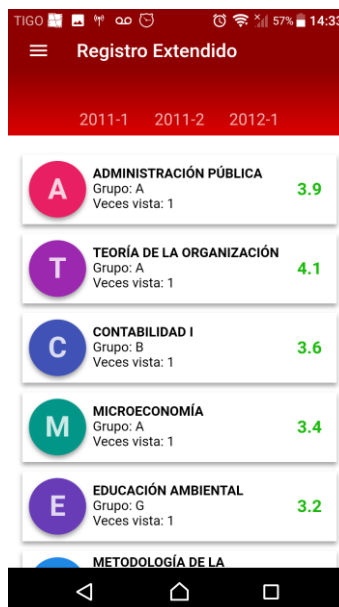 TIGO 57% 14:33
Registro Extendido
2011-1 2011-2 2012-1
A
ADMINISTRACIÓN PÚBLICA
Grupo: A
Veces vista: 1
3.9
T
TEORÍA DE LA ORGANIZACIÓN
Grupo: A
Veces vista: 1
4.1
C
CONTABILIDAD I
Grupo: B
Veces vista: 1
3.6
M
MICROECONOMÍA
Grupo: A
Veces vista: 1
3.4
E
EDUCACIÓN AMBIENTAL
Grupo: G
Veces vista: 1
3.2
METODOLOGÍA DE LA